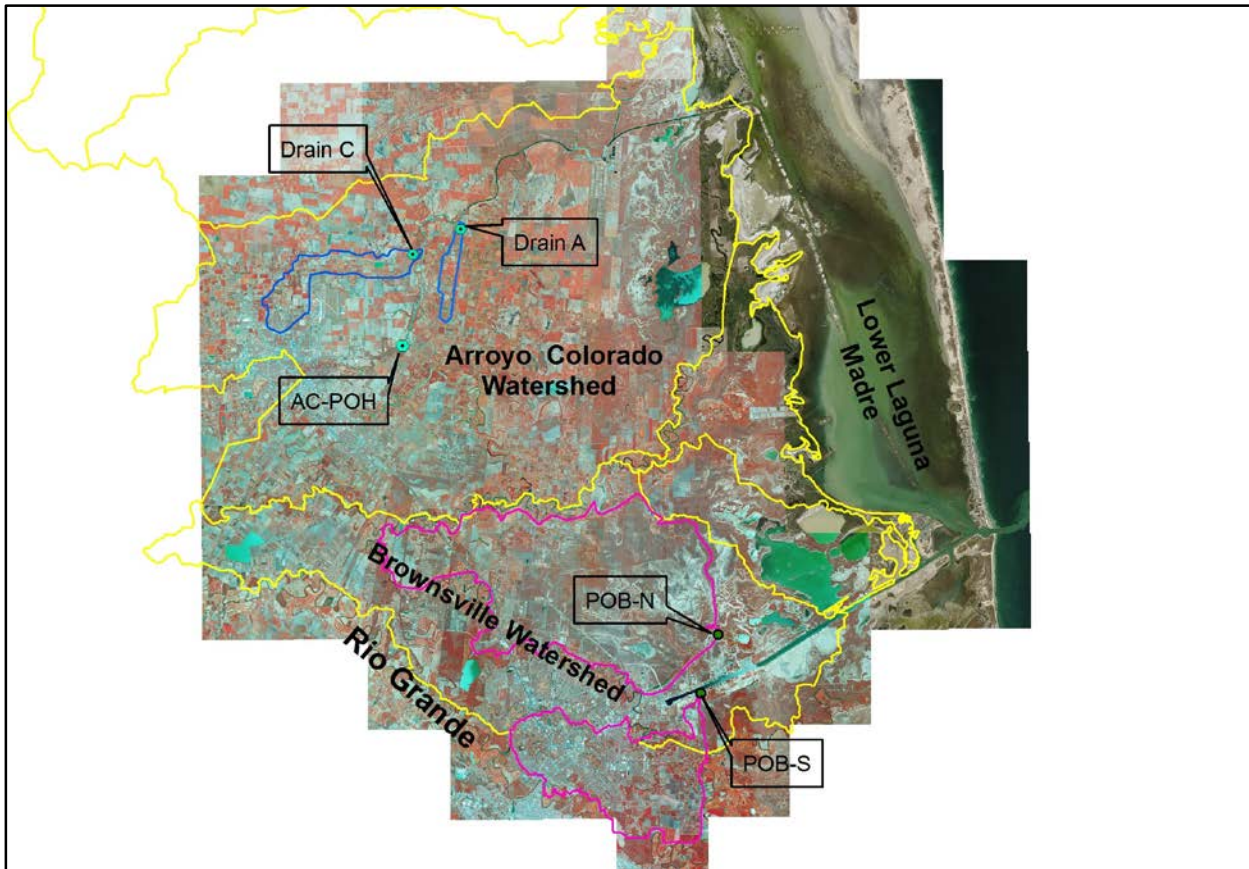 Drain C
Drain A
AC-POH
Arroyo Colorado
Watershed
Lower Laguna
Madre
Brownsville Watershed
POB-N
Rio Grande
POB-S